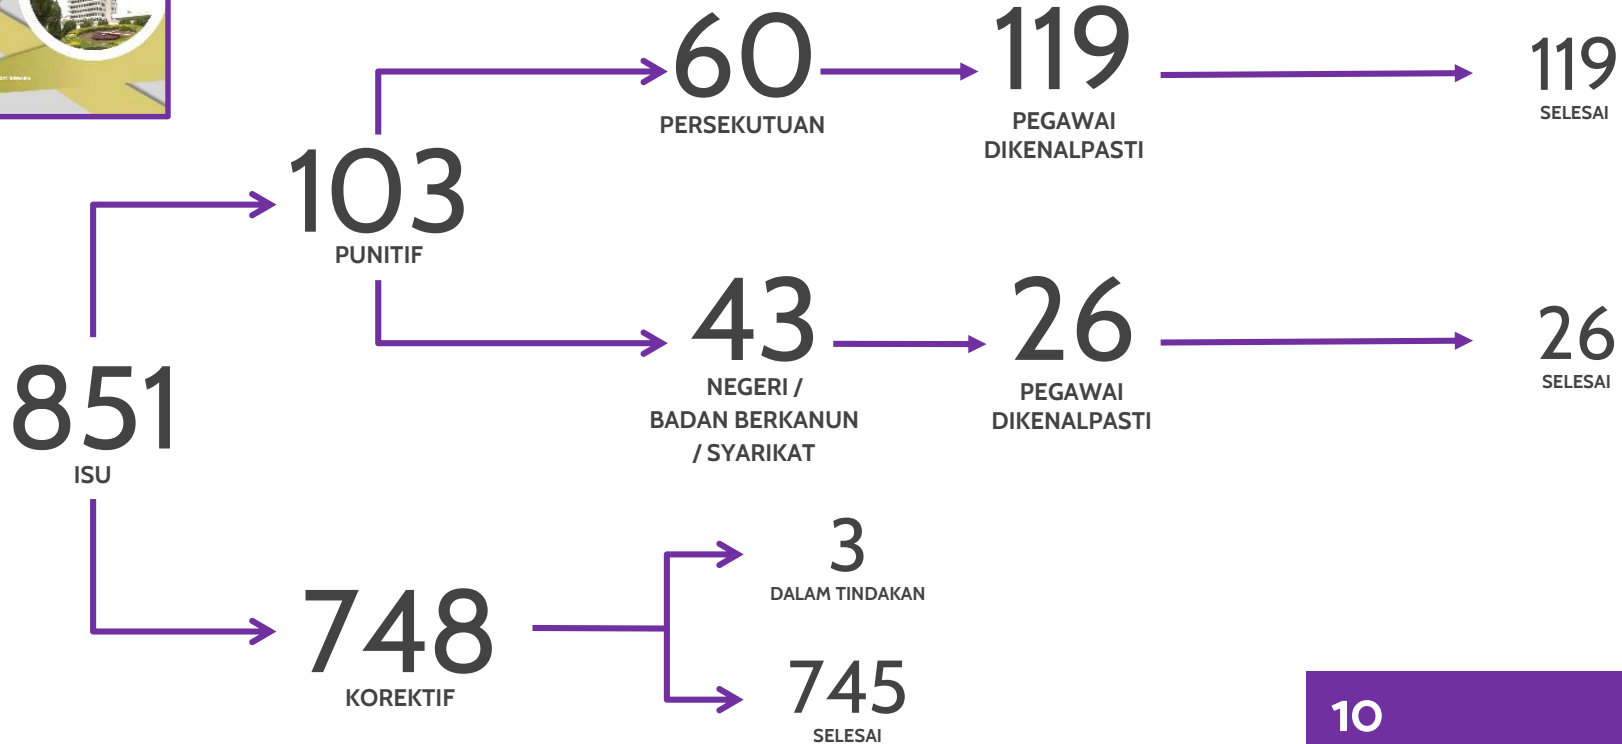 851
ISU
103
PUNITIF
60
PERSEKUTUAN
119
PEGAWAI
DIKENALPASTI
119
SELESAI
43
NEGERI /
BADAN BERKANUN
/ SYARIKAT
26
PEGAWAI
DIKENALPASTI
26
SELESAI
748
KOREKTIF
3
DALAM TINDAKAN
745
SELESAI
10